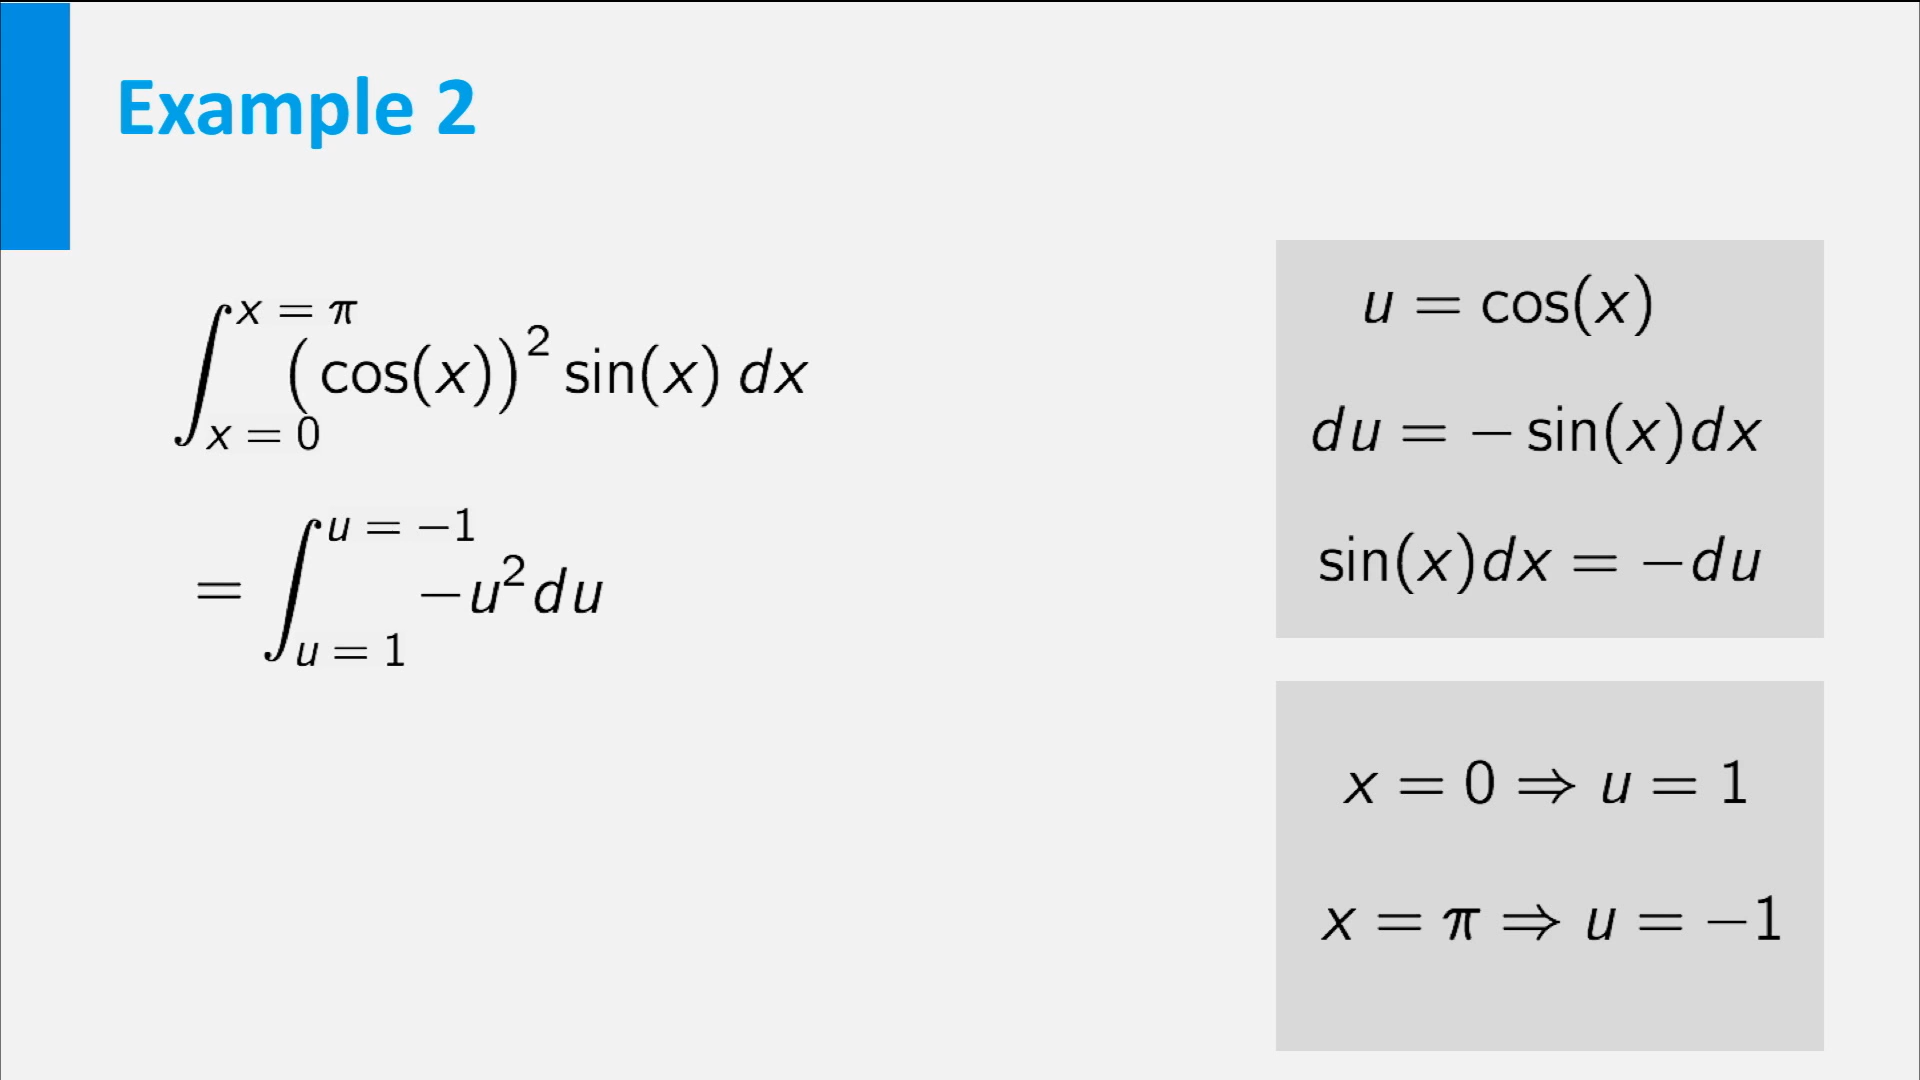 Example 2
∫_{x = 0}^{x = π} (cos(x))² sin(x) dx
= ∫_{u = 1}^{u = −1} −u² du
u = cos(x)
du = − sin(x)dx
sin(x)dx = −du
x = 0 ⇒ u = 1
x = π ⇒ u = −1